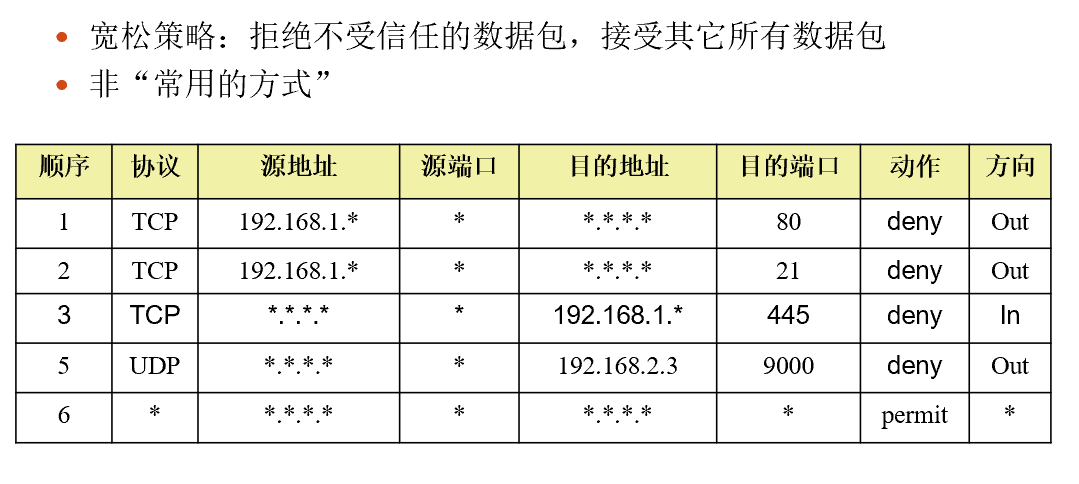 • 宽松策略：拒绝不受信任的数据包，接受其它所有数据包
• 非“常用的方式”
顺序 协议 源地址 源端口 目的地址 目的端口 动作 方向
1 TCP 192.168.1.* * *.*.*.* 80 deny Out
2 TCP 192.168.1.* * *.*.*.* 21 deny Out
3 TCP *.*.*.* * 192.168.1.* 445 deny In
5 UDP *.*.*.* * 192.168.2.3 9000 deny Out
6 * *.*.*.* * *.*.*.* * permit *